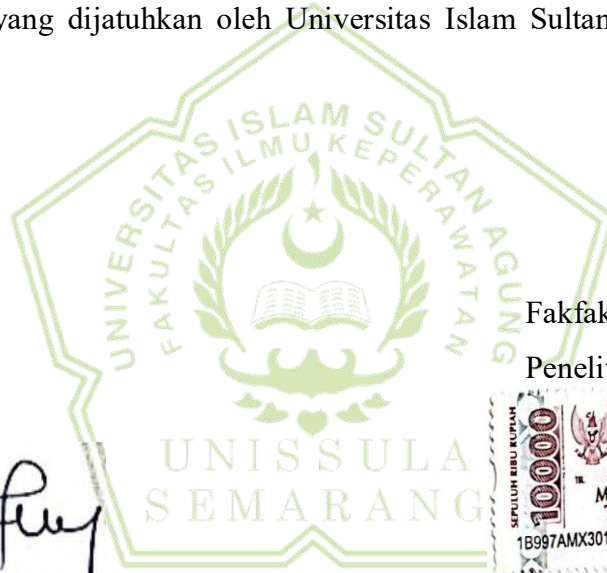 yang dijatuhkan oleh Universitas Islam Sultan
UNIVERSITAS ISLAM SULTAN AGUNG
FAKULTAS ILMU KEPERAWATAN
UNISSULA
SEMARANG
Fakfak
Penelit
SEPULUH RIBU RUPIAH
10000
TGL.
1B997AMX301